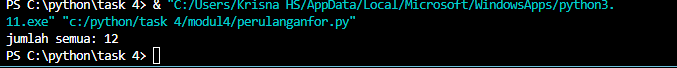 PS C:\python\task 4> & "C:/Users/Krisna HS/AppData/Local/Microsoft/WindowsApps/python3.
11.exe" "c:/python/task 4/modul4/perulanganfor.py"
jumlah semua: 12
PS C:\python\task 4>